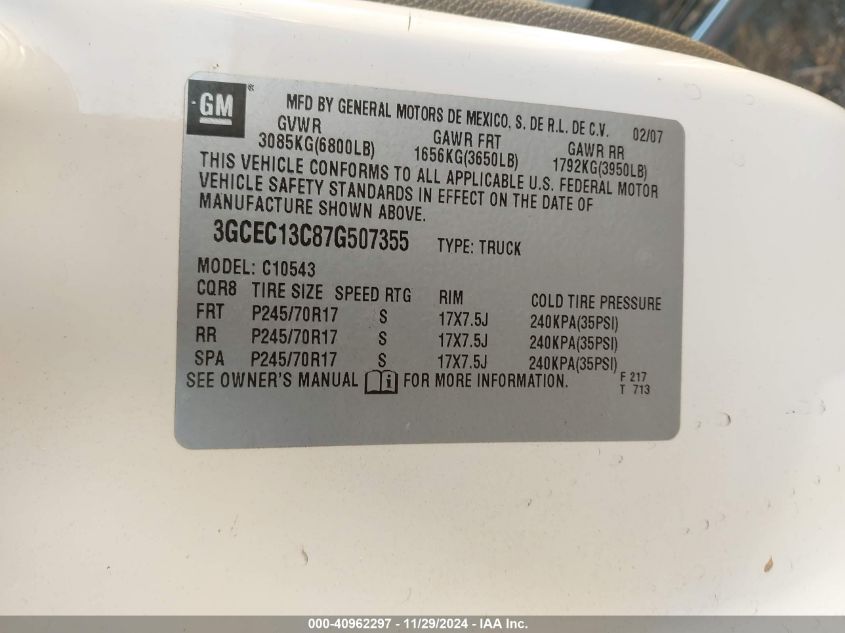 GM ®
MFD BY GENERAL MOTORS DE MEXICO, S. DE R.L. DE C.V. 02/07
GVWR GAWR FRT GAWR RR
3085KG(6800LB) 1656KG(3650LB) 1792KG(3950LB)
THIS VEHICLE CONFORMS TO ALL APPLICABLE U.S. FEDERAL MOTOR
VEHICLE SAFETY STANDARDS IN EFFECT ON THE DATE OF
MANUFACTURE SHOWN ABOVE.
3GCEC13C87G507355 TYPE: TRUCK
MODEL: C10543
CQR8 TIRE SIZE SPEED RTG RIM COLD TIRE PRESSURE
FRT P245/70R17 S 17X7.5J 240KPA(35PSI)
RR P245/70R17 S 17X7.5J 240KPA(35PSI)
SPA P245/70R17 S 17X7.5J 240KPA(35PSI)
SEE OWNER'S MANUAL i FOR MORE INFORMATION. F 217
T 713
000-40962297 - 11/29/2024 - IAA Inc.